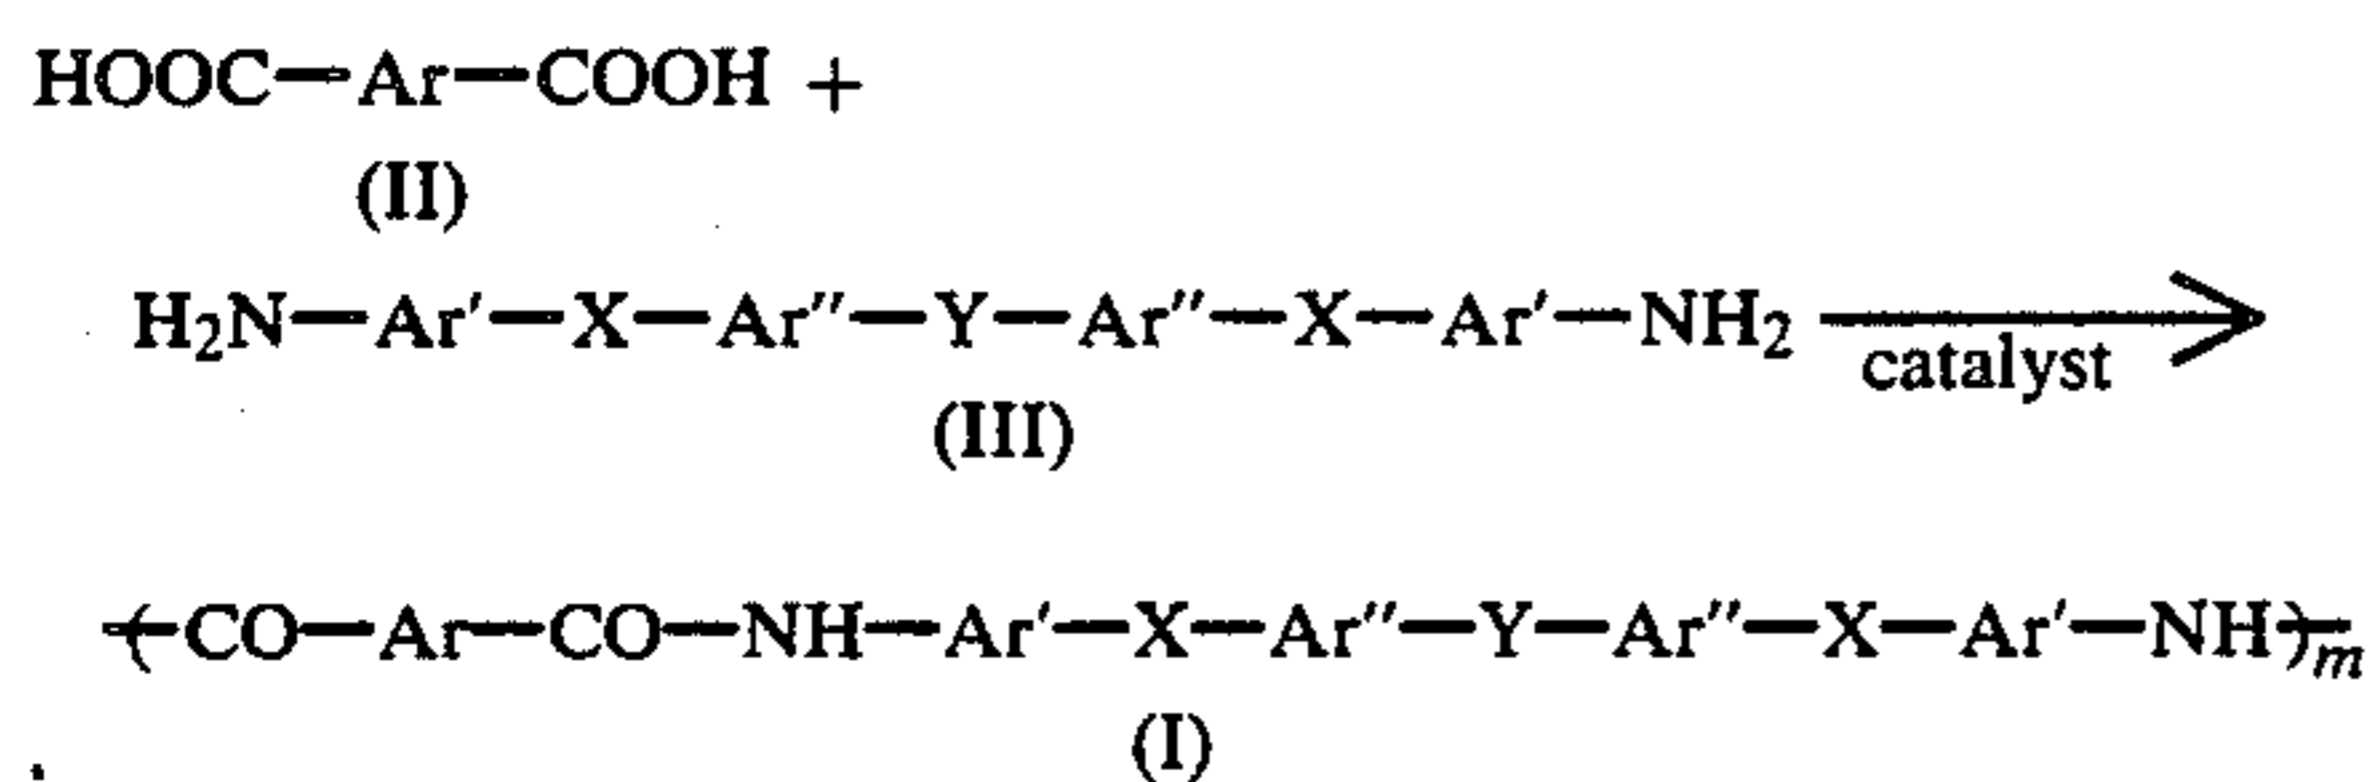 HOOC—Ar—COOH +
(II)
H₂N—Ar′—X—Ar″—Y—Ar″—X—Ar′—NH₂
catalyst
(III)
(CO—Ar—CO—NH—Ar′—X—Ar″—Y—Ar″—X—Ar′—NH)ₘ
(I)